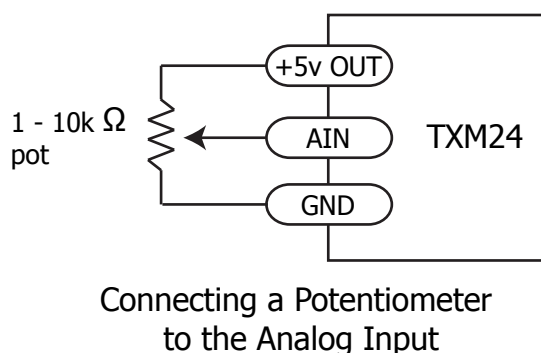 +5v OUT
1 - 10k Ω
pot
AIN
TXM24
GND
Connecting a Potentiometer
to the Analog Input